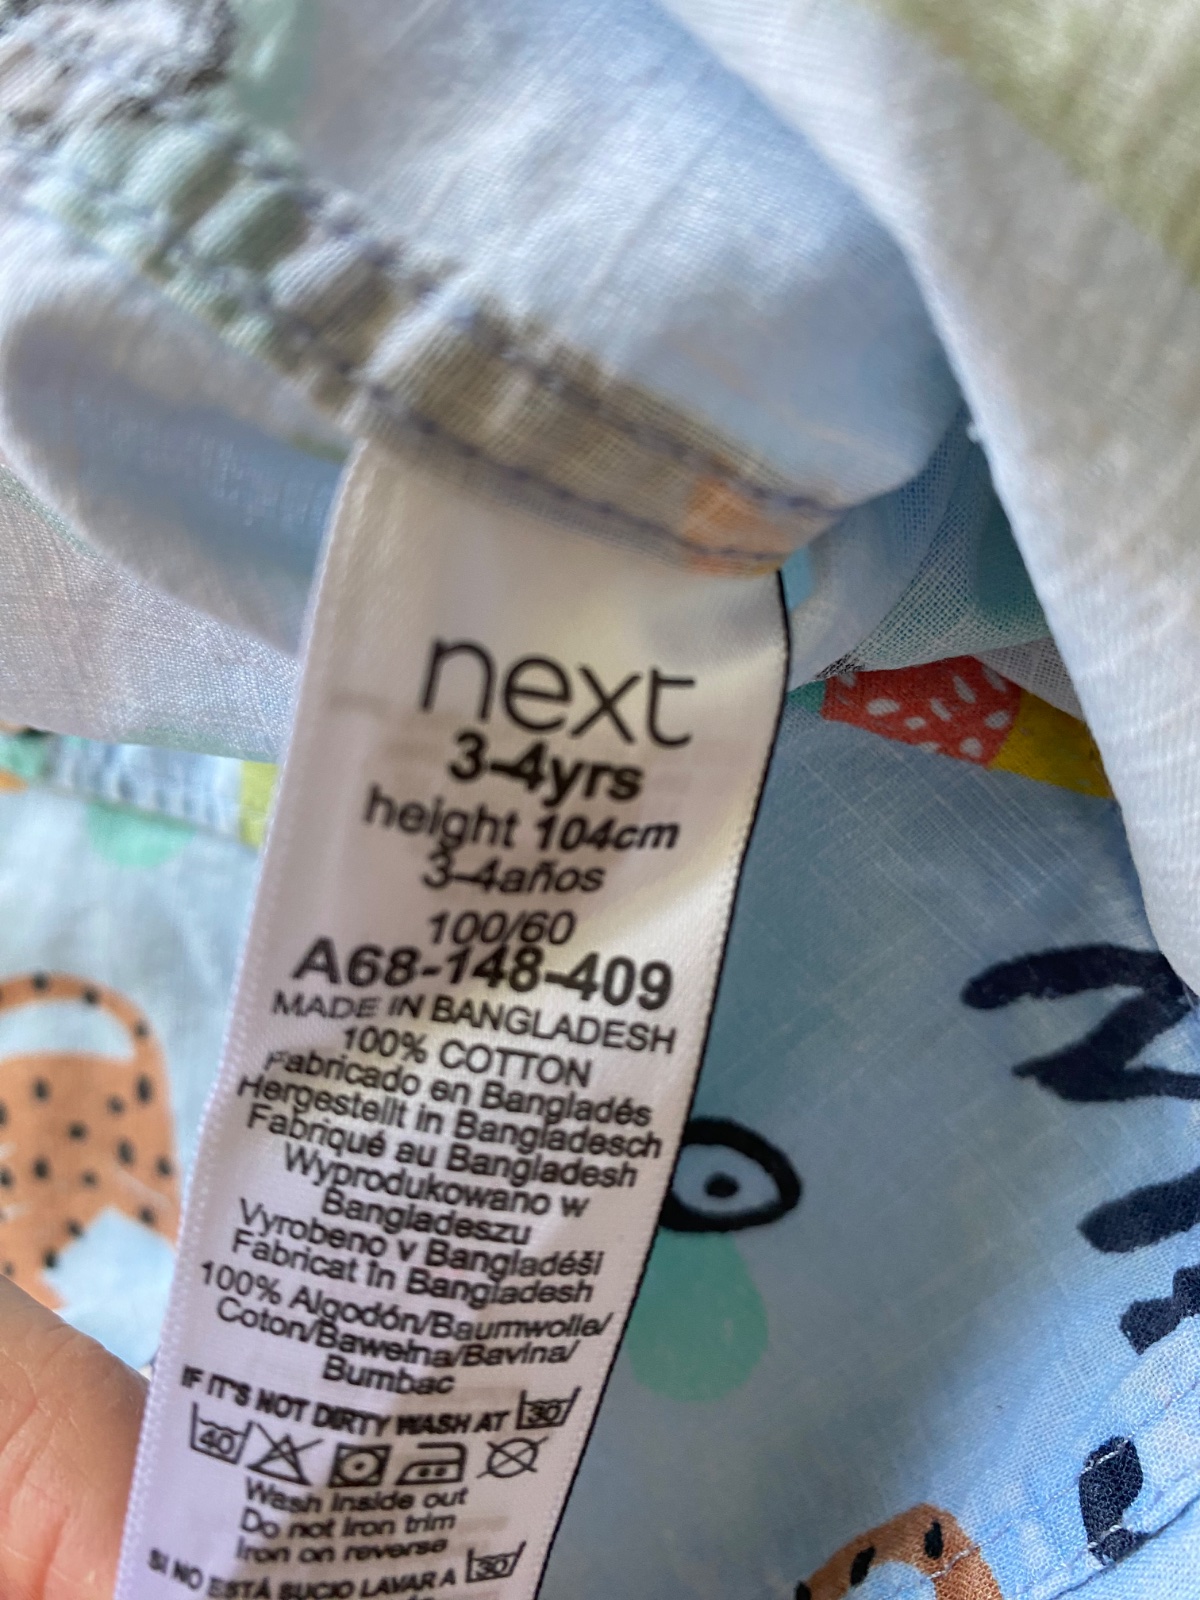 next
3-4yrs
height 104cm
3-4años
100/60
A68-148-409
MADE IN BANGLADESH
100% COTTON
Fabricado en Bangladés
Hergestellt in Bangladesch
Fabriqué au Bangladesh
Wyprodukowano w
Bangladeszu
Vyrobeno v Bangladéši
Fabricat în Bangladesh
100% Algodón/Baumwolle/
Coton/Bawełna/Bavlna/
Bumbac
IF IT'S NOT DIRTY WASH AT 30
40
Wash inside out
Do not iron trim
Iron on reverse
SI NO ESTÁ SUCIO LAVAR A 30